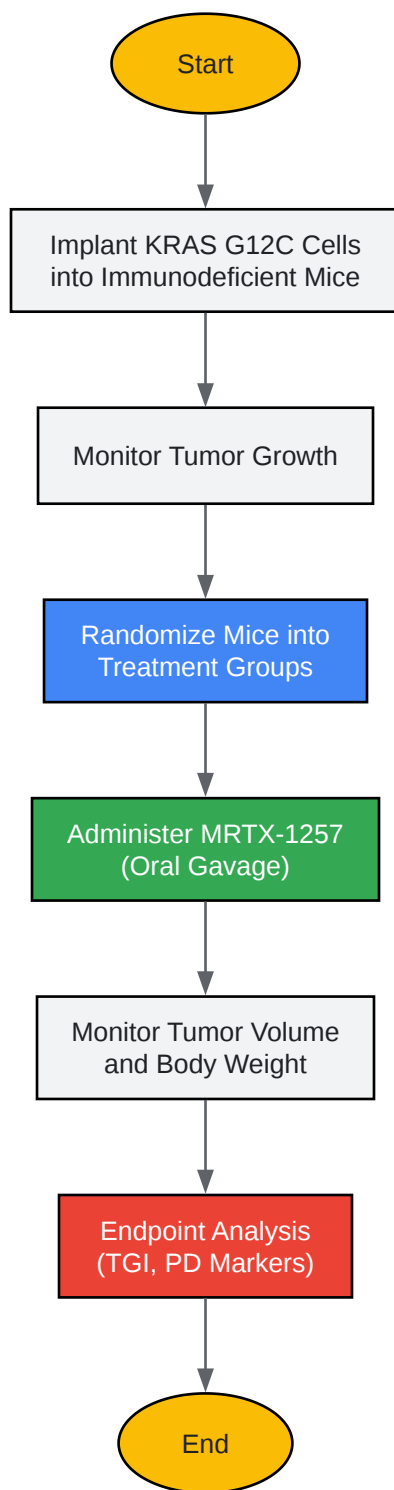 Start
Implant KRAS G12C Cells
into Immunodeficient Mice
Monitor Tumor Growth
Randomize Mice into
Treatment Groups
Administer MRTX-1257
(Oral Gavage)
Monitor Tumor Volume
and Body Weight
Endpoint Analysis
(TGI, PD Markers)
End